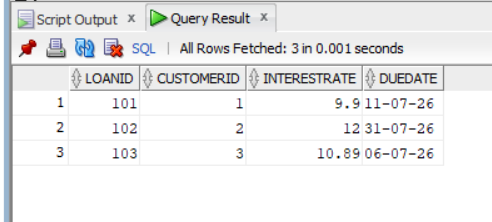 Script Output x Query Result x
SQL | All Rows Fetched: 3 in 0.001 seconds
LOANID CUSTOMERID INTERESTRATE DUEDATE
1 101 1 9.9 11-07-26
2 102 2 12 31-07-26
3 103 3 10.89 06-07-26